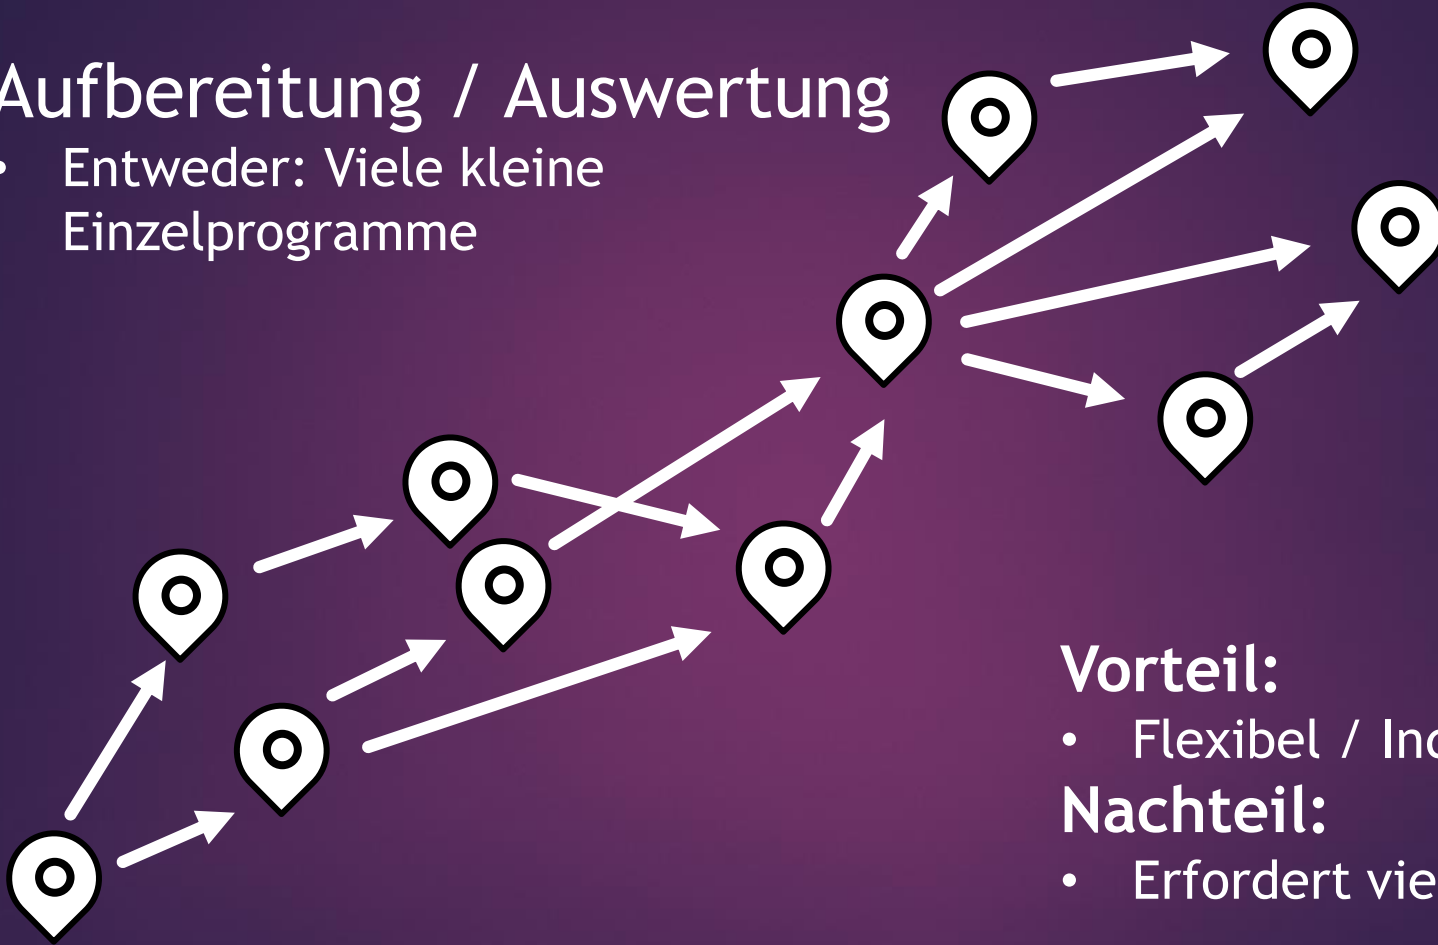 Aufbereitung / Auswertung
• Entweder: Viele kleine
Einzelprogramme
Vorteil:
• Flexibel /
Nachteil:
• Erfordert